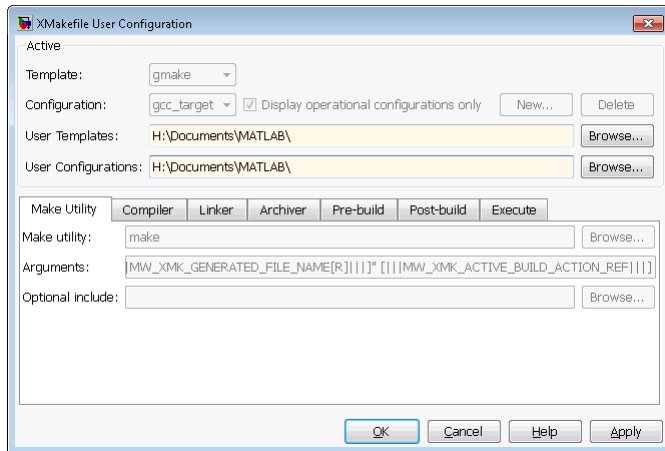 XMakefile User Configuration
Active
Template: gmake
Configuration: gcc_target Display operational configurations only New... Delete
User Templates: H:\Documents\MATLAB\ Browse...
User Configurations: H:\Documents\MATLAB\ Browse...
Make Utility Compiler Linker Archiver Pre-build Post-build Execute
Make utility: make Browse...
Arguments: |MW_XMK_GENERATED_FILE_NAME[R]|||]" [|||MW_XMK_ACTIVE_BUILD_ACTION_REF|||]
Optional include: Browse...
OK Cancel Help Apply